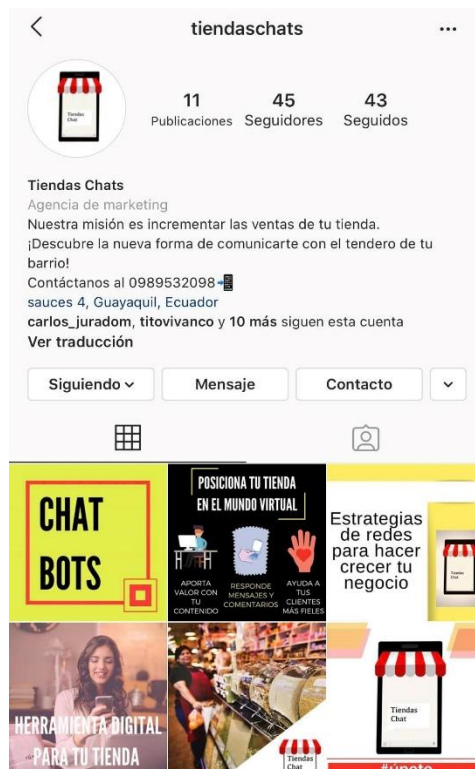 tiendaschats
Tiendas
Chat
11
Publicaciones
45
Seguidores
43
Seguidos
Tiendas Chats
Agencia de marketing
Nuestra misión es incrementar las ventas de tu tienda.
¡Descubre la nueva forma de comunicarte con el tendero de tu
barrio!
Contáctanos al 0989532098
sauces 4, Guayaquil, Ecuador
carlos_juradom, titovivanco y 10 más siguen esta cuenta
Ver traducción
Siguiendo
Mensaje
Contacto
CHAT
BOTS
POSICIONA TU TIENDA
EN EL MUNDO VIRTUAL
APORTA
VALOR CON
TU
CONTENIDO
RESPONDE
MENSAJES Y
COMENTARIOS
AYUDA A
TUS
CLIENTES
MÁS FIELES
Estrategias
de redes
para hacer
crecer tu
negocio
Tiendas
Chat
HERRAMIENTA DIGITAL
PARA TU TIENDA
Tiendas
Chat
Tiendas
Chat
#únete